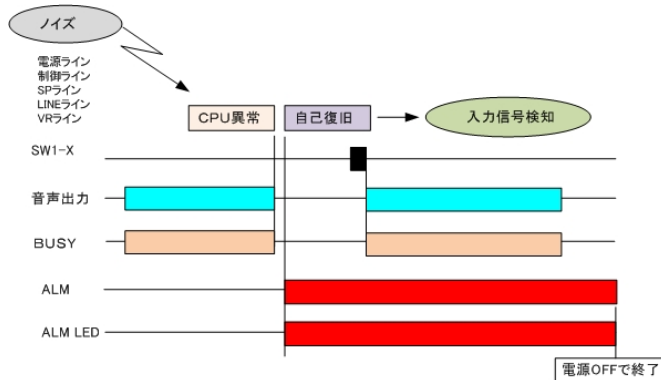 ノイズ
電源ライン
制御ライン
SPライン
LINEライン
VRライン
CPU異常
自己復旧
入力信号検知
SW1-X
音声出力
BUSY
ALM
ALM LED
電源OFFで終了